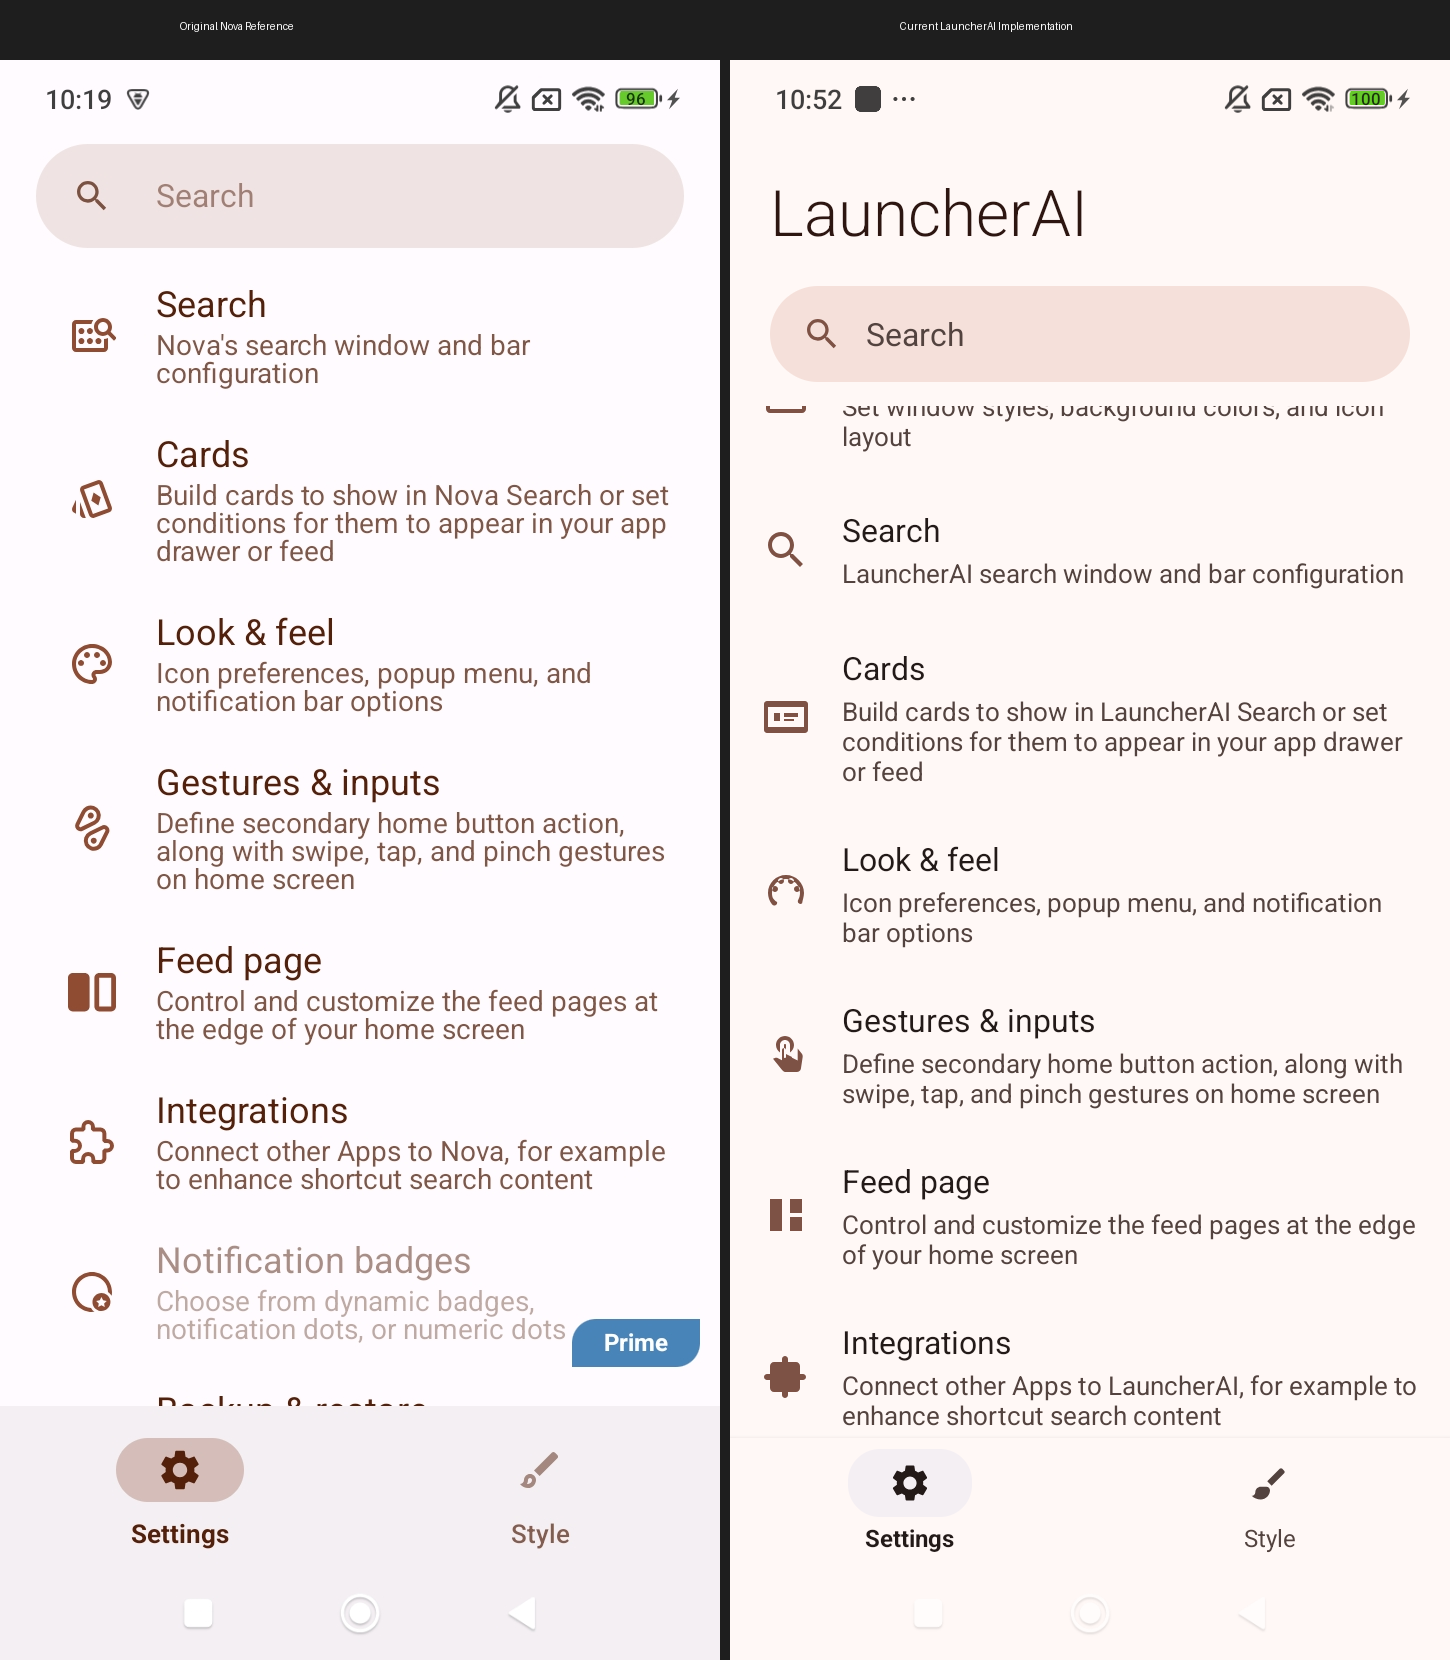 Original Nova Reference
10:19
96
Search
Search
Nova's search window and bar
configuration
Cards
Build cards to show in Nova Search or set
conditions for them to appear in your app
drawer or feed
Look & feel
Icon preferences, popup menu, and
notification bar options
Gestures & inputs
Define secondary home button action,
along with swipe, tap, and pinch gestures
on home screen
Feed page
Control and customize the feed pages at
the edge of your home screen
Integrations
Connect other Apps to Nova, for example
to enhance shortcut search content
Notification badges
Choose from dynamic badges,
notification dots, or numeric dots
Prime
Backup & restore
Settings
Style
Current LauncherAI Implementation
10:52
100
LauncherAI
Search
Set window styles, background colors, and icon
layout
Search
LauncherAI search window and bar configuration
Cards
Build cards to show in LauncherAI Search or set
conditions for them to appear in your app drawer
or feed
Look & feel
Icon preferences, popup menu, and notification
bar options
Gestures & inputs
Define secondary home button action, along with
swipe, tap, and pinch gestures on home screen
Feed page
Control and customize the feed pages at the edge
of your home screen
Integrations
Connect other Apps to LauncherAI, for example to
enhance shortcut search content
Settings
Style